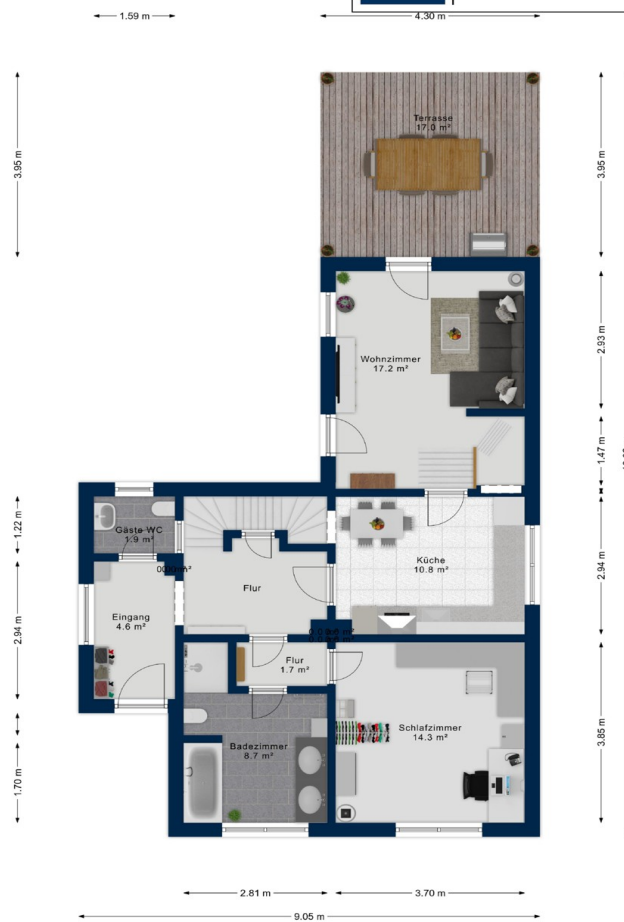 1.59 m
4.30 m
3.95 m
3.95 m
Terrasse
17.0 m²
2.93 m
Wohnzimmer
17.2 m²
1.47 m
1.22 m
Gäste-WC
1.9 m²
Küche
10.8 m²
2.94 m
2.94 m
Flur
Eingang
4.6 m²
Flur
1.7 m²
Schlafzimmer
14.3 m²
Badezimmer
8.7 m²
3.85 m
1.70 m
2.81 m
3.70 m
9.05 m